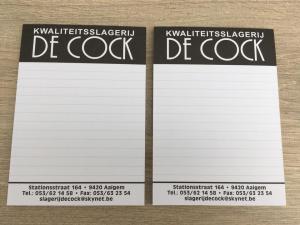 KWALITEITSSLAGERIJ
DE COCK
Stationsstraat 164 • 9420 Aaigem
Tel.: 053/62 14 58 • Fax: 053/63 23 54
slagerijdecock@skynet.be
KWALITEITSSLAGERIJ
DE COCK
Stationsstraat 164 • 9420 Aaigem
Tel.: 053/62 14 58 • Fax: 053/63 23 54
slagerijdecock@skynet.be